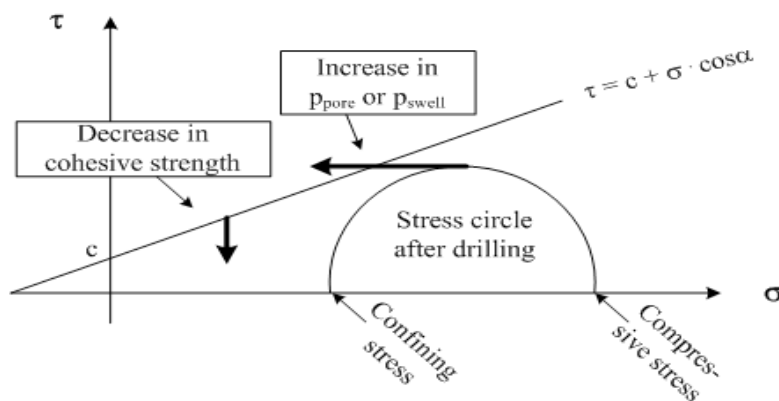 τ
Increase in
p_pore or p_swell
τ = c + σ · cosα
Decrease in
cohesive strength
Stress circle
after drilling
c
σ
Confining
stress
Compres-
sive stress